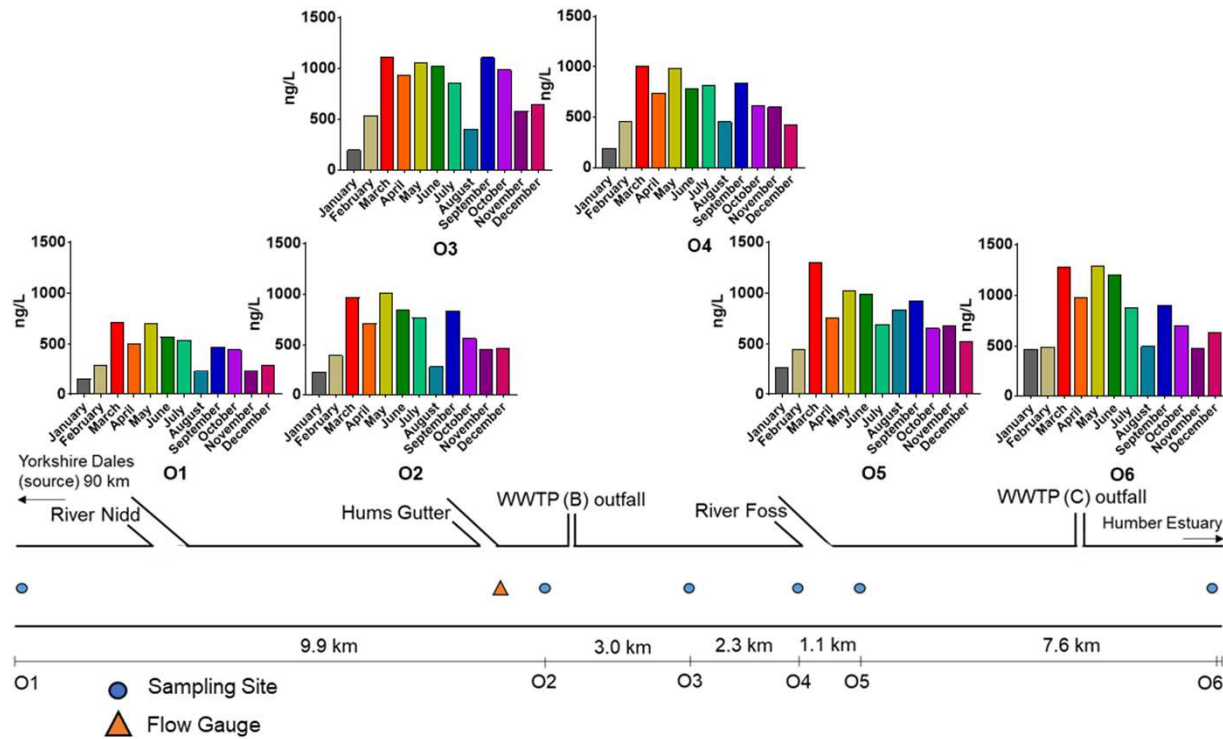 1500
1000
500
0
ng/L
January
February
March
April
May
June
July
August
September
October
November
December
O3
1500
1000
500
0
ng/L
January
February
March
April
May
June
July
August
September
October
November
December
O4
1500
1000
500
0
ng/L
January
February
March
April
May
June
July
August
September
October
November
December
O1
1500
1000
500
0
ng/L
January
February
March
April
May
June
July
August
September
October
November
December
O2
1500
1000
500
0
ng/L
January
February
March
April
May
June
July
August
September
October
November
December
O5
1500
1000
500
0
ng/L
January
February
March
April
May
June
July
August
September
October
November
December
O6
Yorkshire Dales
(source) 90 km
River Nidd
Hums Gutter
WWTP (B) outfall
River Foss
WWTP (C) outfall
Humber Estuary
9.9 km
3.0 km
2.3 km
1.1 km
7.6 km
O1
O2
O3
O4
O5
O6
Sampling Site
Flow Gauge